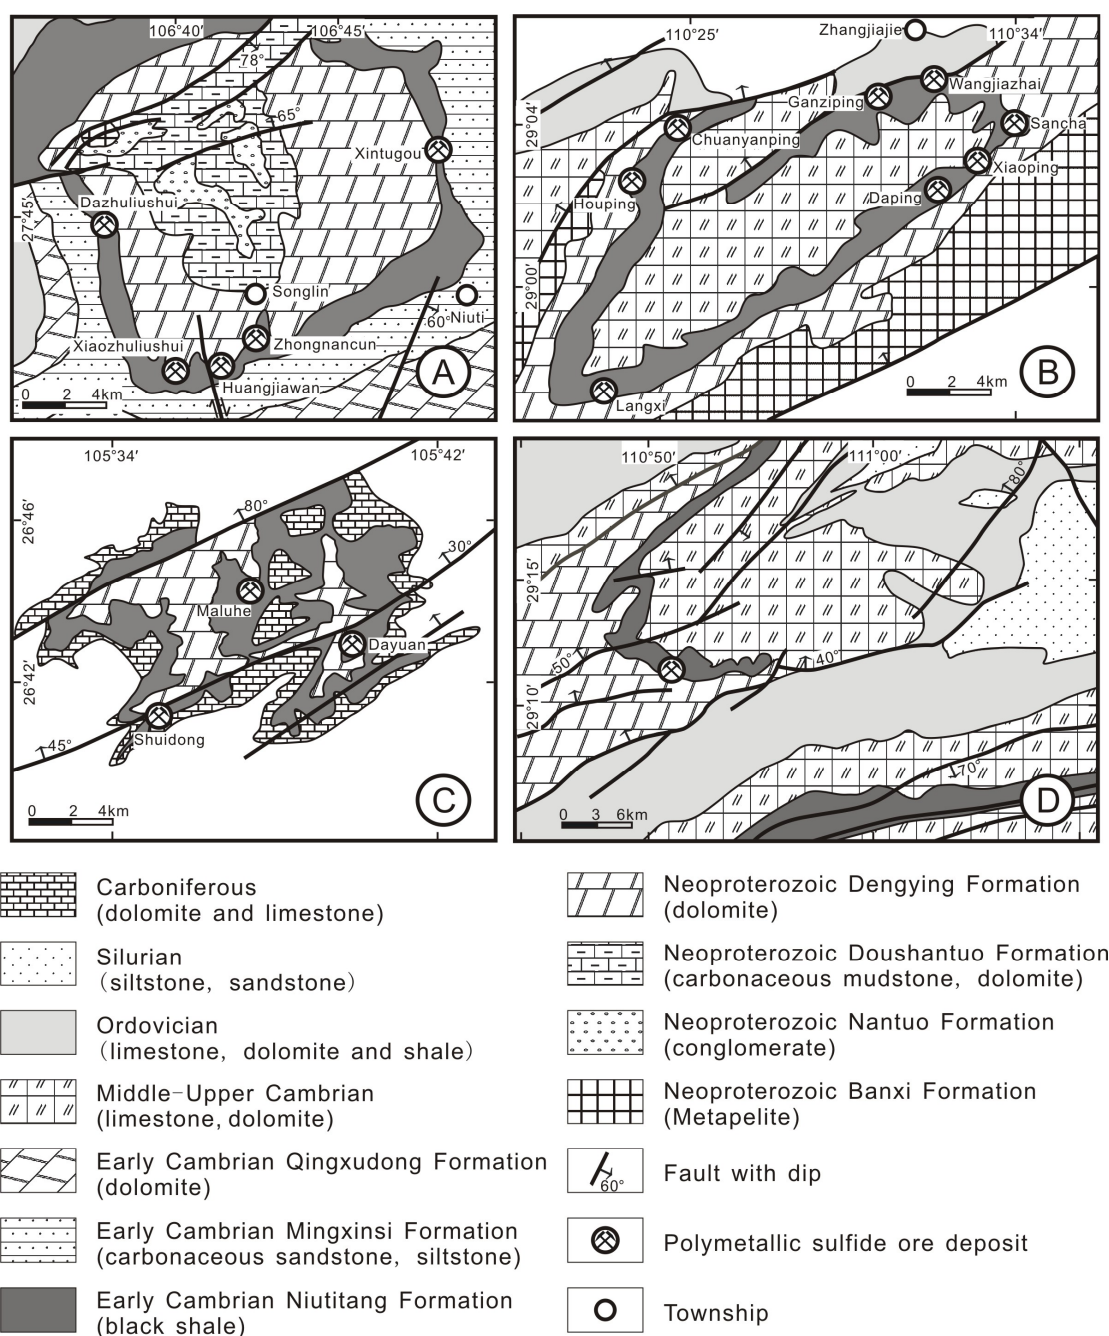 106°40′
106°45′
78°
65°
Xintugou
Dazhuliushui
27°45′
Songlin
Niuti
60°
Xiaozhuliushui
Zhongnancun
Huangjiawan
0 2 4km
A
Zhangjiajie
110°25′
110°34′
Wangjiazhai
Ganziping
29°04′
Sancha
Chuanyanping
Xiaoping
Houping
Daping
29°00′
Langxi
0 2 4km
B
105°34′
105°42′
26°46′
80°
30°
Maluhe
Dayuan
26°42′
Shuidong
45°
0 2 4km
C
110°50′
111°00′
80°
29°15′
50°
40°
29°10′
70°
0 3 6km
D
Carboniferous
(dolomite and limestone)
Silurian
(siltstone, sandstone)
Ordovician
(limestone, dolomite and shale)
Middle-Upper Cambrian
(limestone, dolomite)
Early Cambrian Qingxudong Formation
(dolomite)
Early Cambrian Mingxinsi Formation
(carbonaceous sandstone, siltstone)
Early Cambrian Niutitang Formation
(black shale)
Neoproterozoic Dengying Formation
(dolomite)
Neoproterozoic Doushantuo Formation
(carbonaceous mudstone, dolomite)
Neoproterozoic Nantuo Formation
(conglomerate)
Neoproterozoic Banxi Formation
(Metapelite)
60°
Fault with dip
Polymetallic sulfide ore deposit
Township